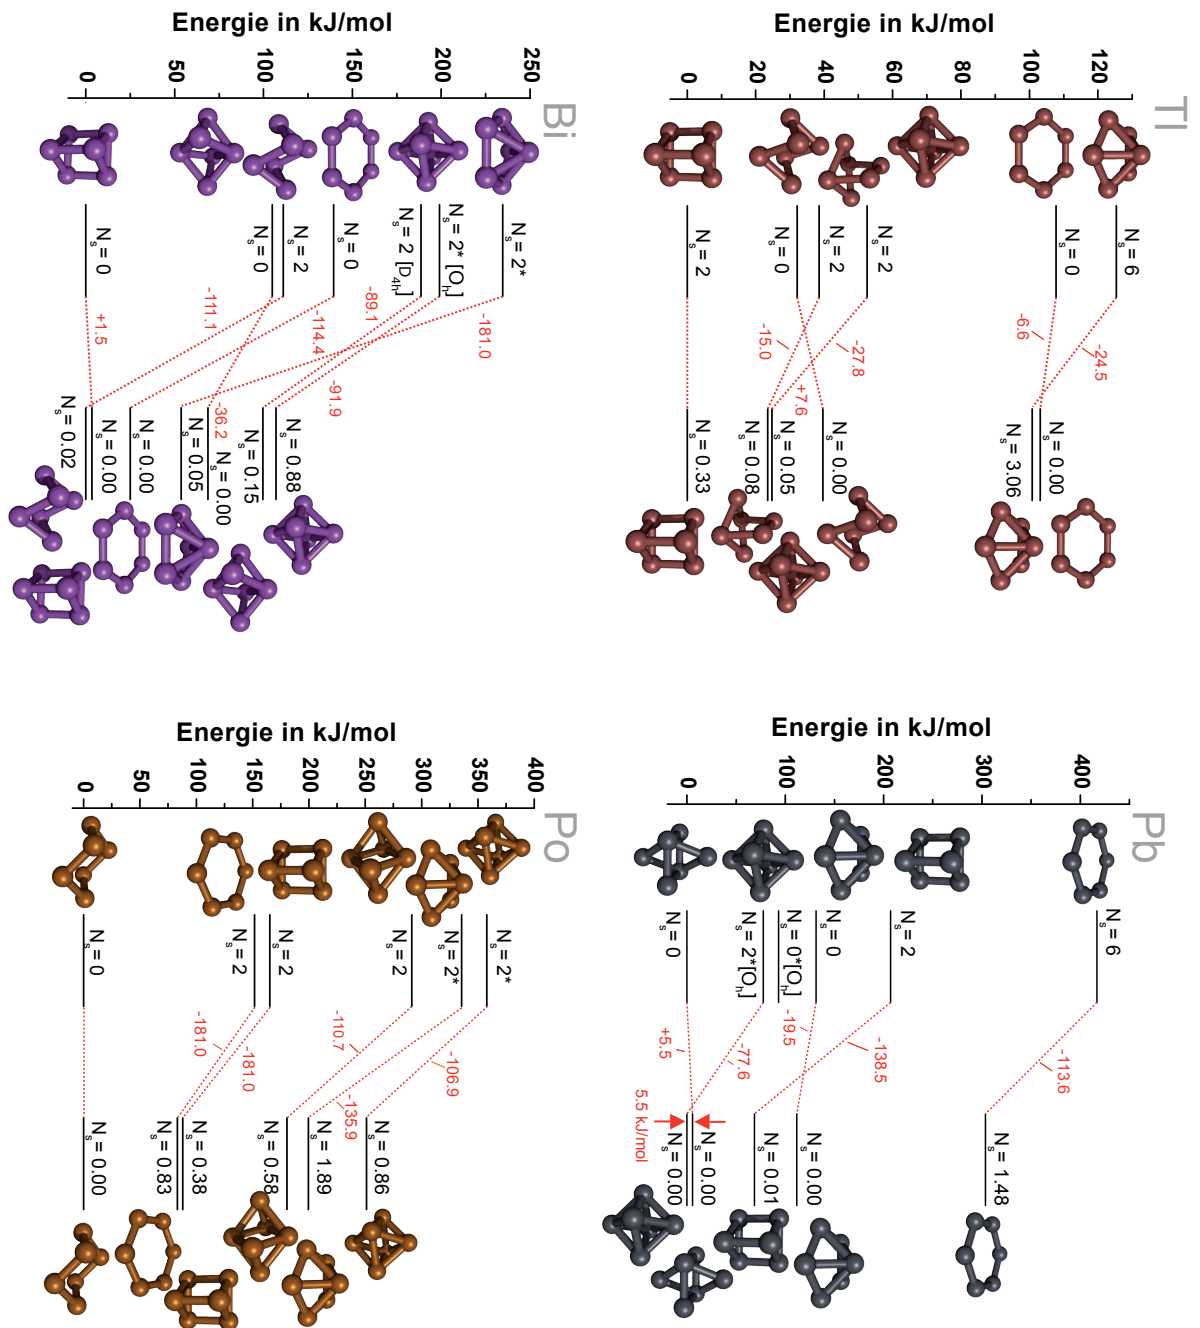 Tl
Energie in kJ/mol
0
20
40
60
80
100
120
N_s = 2
N_s = 0
N_s = 2
N_s = 2
N_s = 0
N_s = 6
-15.0
+7.6
-27.8
-6.6
-24.5
N_s = 0.33
N_s = 0.08
N_s = 0.05
N_s = 0.00
N_s = 3.06
N_s = 0.00
Pb
Energie in kJ/mol
0
100
200
300
400
N_s = 0
N_s = 2*[O_h]
N_s = 0*[O_h]
N_s = 0
N_s = 2
N_s = 6
+5.5
-77.6
-19.5
-138.5
-113.6
5.5 kJ/mol
N_s = 0.00
N_s = 0.00
N_s = 0.01
N_s = 0.00
N_s = 1.48
Bi
Energie in kJ/mol
0
50
100
150
200
250
N_s = 0
N_s = 0
N_s = 2
N_s = 0
N_s = 2 [D_4h]
N_s = 2* [O_h]
N_s = 2*
+1.5
-111.1
-36.2
-114.4
-89.1
-91.9
-181.0
N_s = 0.02
N_s = 0.00
N_s = 0.00
N_s = 0.05
N_s = 0.00
N_s = 0.15
N_s = 0.88
Po
Energie in kJ/mol
0
50
100
150
200
250
300
350
400
N_s = 0
N_s = 2
N_s = 2
N_s = 2
N_s = 2*
N_s = 2*
-181.0
-181.0
-110.7
-135.9
-106.9
N_s = 0.00
N_s = 0.83
N_s = 0.38
N_s = 0.58
N_s = 1.89
N_s = 0.86